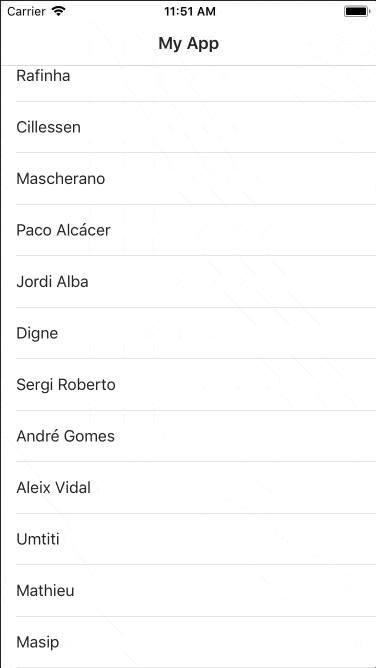 Carrier 11:51 AM
My App
Rafinha
Cillessen
Mascherano
Paco Alcácer
Jordi Alba
Digne
Sergi Roberto
André Gomes
Aleix Vidal
Umtiti
Mathieu
Masip